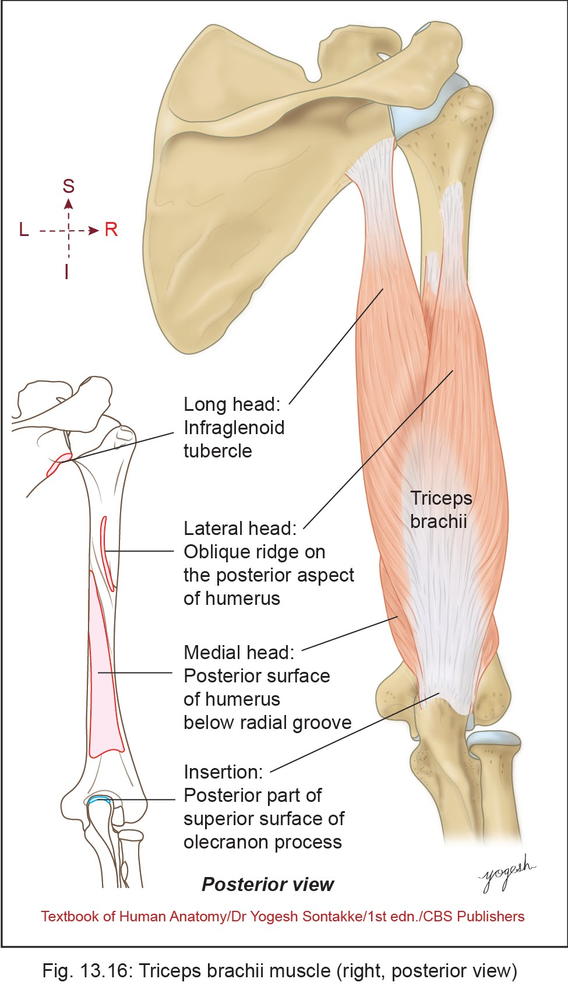 S
L
R
I
Long head:
Infraglenoid
tubercle
Lateral head:
Oblique ridge on
the posterior aspect
of humerus
Triceps
brachii
Medial head:
Posterior surface
of humerus
below radial groove
Insertion:
Posterior part of
superior surface of
olecranon process
yogesh
Posterior view
Textbook of Human Anatomy/Dr Yogesh Sontakke/1st edn./CBS Publishers
Fig. 13.16: Triceps brachii muscle (right, posterior view)